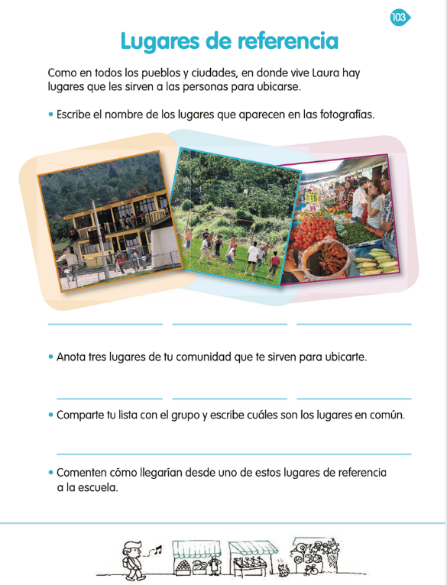 103
Lugares de referencia
Como en todos los pueblos y ciudades, en donde vive Laura hay
lugares que les sirven a las personas para ubicarse.
• Escribe el nombre de los lugares que aparecen en las fotografías.
• Anota tres lugares de tu comunidad que te sirven para ubicarte.
• Comparte tu lista con el grupo y escribe cuáles son los lugares en común.
• Comenten cómo llegarían desde uno de estos lugares de referencia
a la escuela.